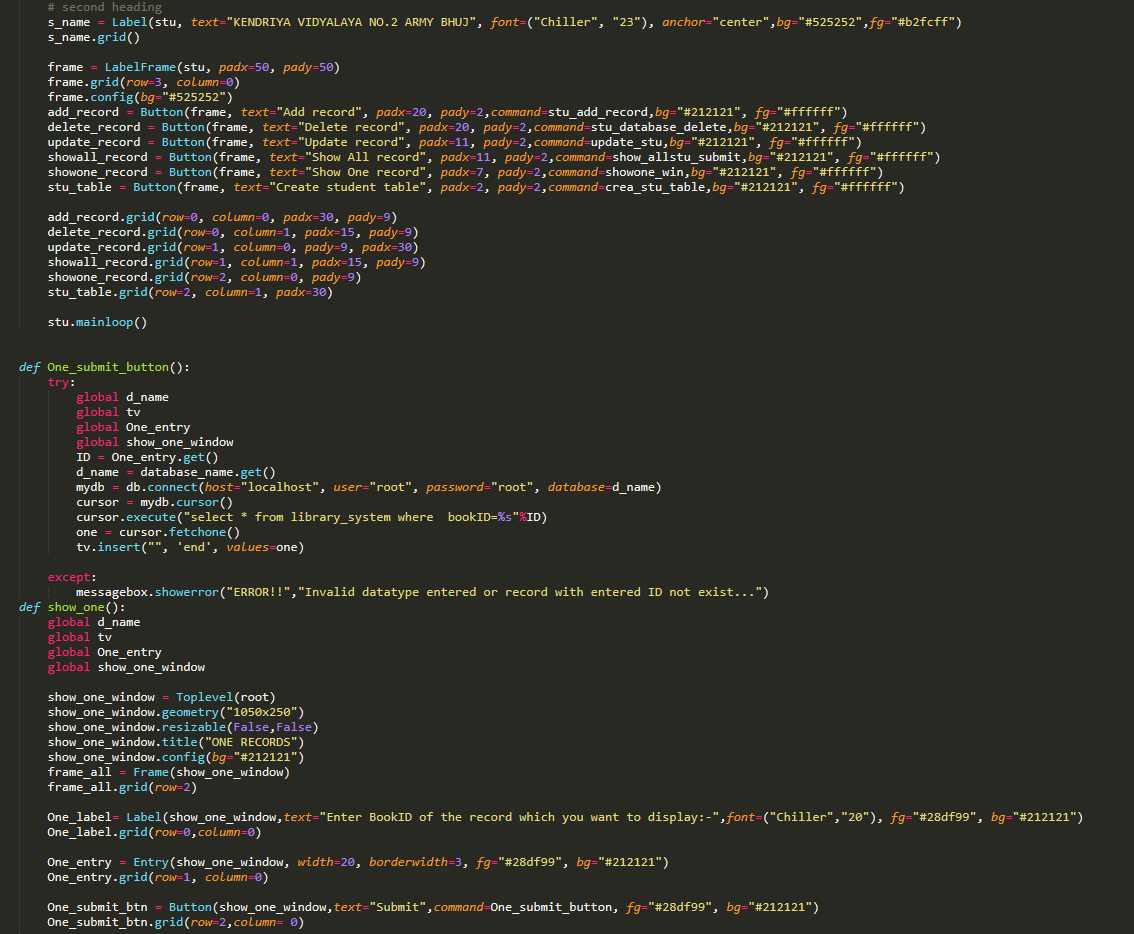 # second heading
s_name = Label(stu, text="KENDRIYA VIDYALAYA NO.2 ARMY BHUJ", font=("Chiller", "23"), anchor="center",bg="#525252",fg="#b2fcff")
s_name.grid()
frame = LabelFrame(stu, padx=50, pady=50)
frame.grid(row=3, column=0)
frame.config(bg="#525252")
add_record = Button(frame, text="Add record", padx=20, pady=2,command=stu_add_record,bg="#212121", fg="#ffffff")
delete_record = Button(frame, text="Delete record", padx=20, pady=2,command=stu_database_delete,bg="#212121", fg="#ffffff")
update_record = Button(frame, text="Update record", padx=11, pady=2,command=update_stu,bg="#212121", fg="#ffffff")
showall_record = Button(frame, text="Show All record", padx=11, pady=2,command=show_allstu_submit,bg="#212121", fg="#ffffff")
showone_record = Button(frame, text="Show One record", padx=7, pady=2,command=showone_win,bg="#212121", fg="#ffffff")
stu_table = Button(frame, text="Create student table", padx=2, pady=2,command=crea_stu_table,bg="#212121", fg="#ffffff")
add_record.grid(row=0, column=0, padx=30, pady=9)
delete_record.grid(row=0, column=1, padx=15, pady=9)
update_record.grid(row=1, column=0, pady=9, padx=30)
showall_record.grid(row=1, column=1, padx=15, pady=9)
showone_record.grid(row=2, column=0, pady=9)
stu_table.grid(row=2, column=1, padx=30)
stu.mainloop()
def One_submit_button():
try:
global d_name
global tv
global One_entry
global show_one_window
ID = One_entry.get()
d_name = database_name.get()
mydb = db.connect(host="localhost", user="root", password="root", database=d_name)
cursor = mydb.cursor()
cursor.execute("select * from library_system where  bookID=%s"%ID)
one = cursor.fetchone()
tv.insert("", 'end', values=one)
except:
messagebox.showerror("ERROR!!","Invalid datatype entered or record with entered ID not exist...")
def show_one():
global d_name
global tv
global One_entry
global show_one_window
show_one_window = Toplevel(root)
show_one_window.geometry("1050x250")
show_one_window.resizable(False,False)
show_one_window.title("ONE RECORDS")
show_one_window.config(bg="#212121")
frame_all = Frame(show_one_window)
frame_all.grid(row=2)
One_label= Label(show_one_window,text="Enter BookID of the record which you want to display:-",font=("Chiller","20"), fg="#28df99", bg="#212121")
One_label.grid(row=0,column=0)
One_entry = Entry(show_one_window, width=20, borderwidth=3, fg="#28df99", bg="#212121")
One_entry.grid(row=1, column=0)
One_submit_btn = Button(show_one_window,text="Submit",command=One_submit_button, fg="#28df99", bg="#212121")
One_submit_btn.grid(row=2,column= 0)